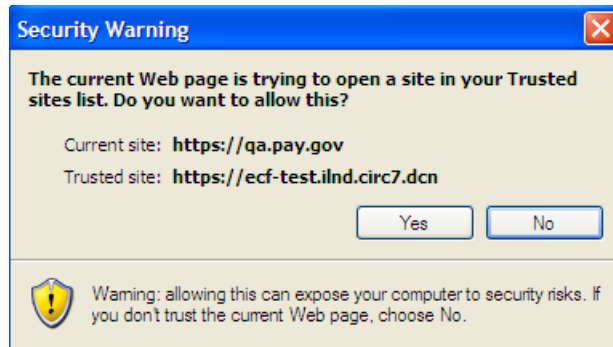 Security Warning
The current Web page is trying to open a site in your Trusted
sites list. Do you want to allow this?
Current site: https://qa.pay.gov
Trusted site: https://ecf-test.ilnd.circ7.dcn
Yes No
Warning: allowing this can expose your computer to security risks. If
you don't trust the current Web page, choose No.